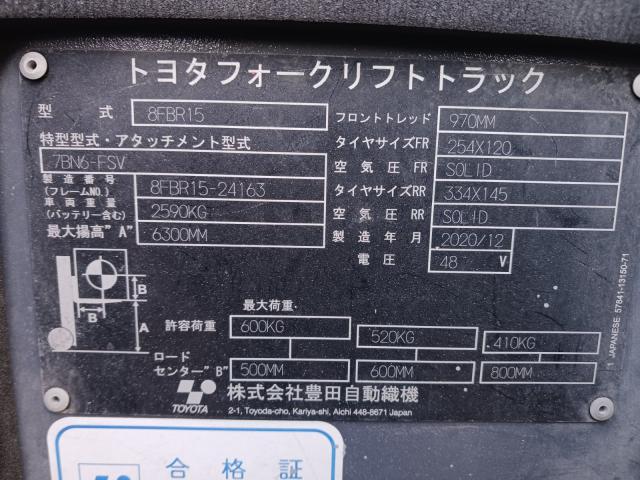 トヨタフォークリフトトラック
型式 8FBR15
特型型式・アタッチメント型式
7BN6-FSV
製造番号
(フレームNO.) 8FBR15-24163
車両重量
(バッテリー含む) 2590KG
最大揚高"A" 6300MM
フロントトレッド 970MM
タイヤサイズFR 254X120
空気圧FR SOLID
タイヤサイズRR 334X145
空気圧RR SOLID
製造年月 2020/12
電圧 48 V
B
B
A
最大荷重
許容荷重 600KG 520KG 410KG
ロード
センター"B" 500MM 600MM 800MM
TOYOTA 株式会社豊田自動織機
2-1, Toyoda-cho, Kariya-shi, Aichi 448-8671 Japan
1 JAPANESE 57841-13150-71
合格証